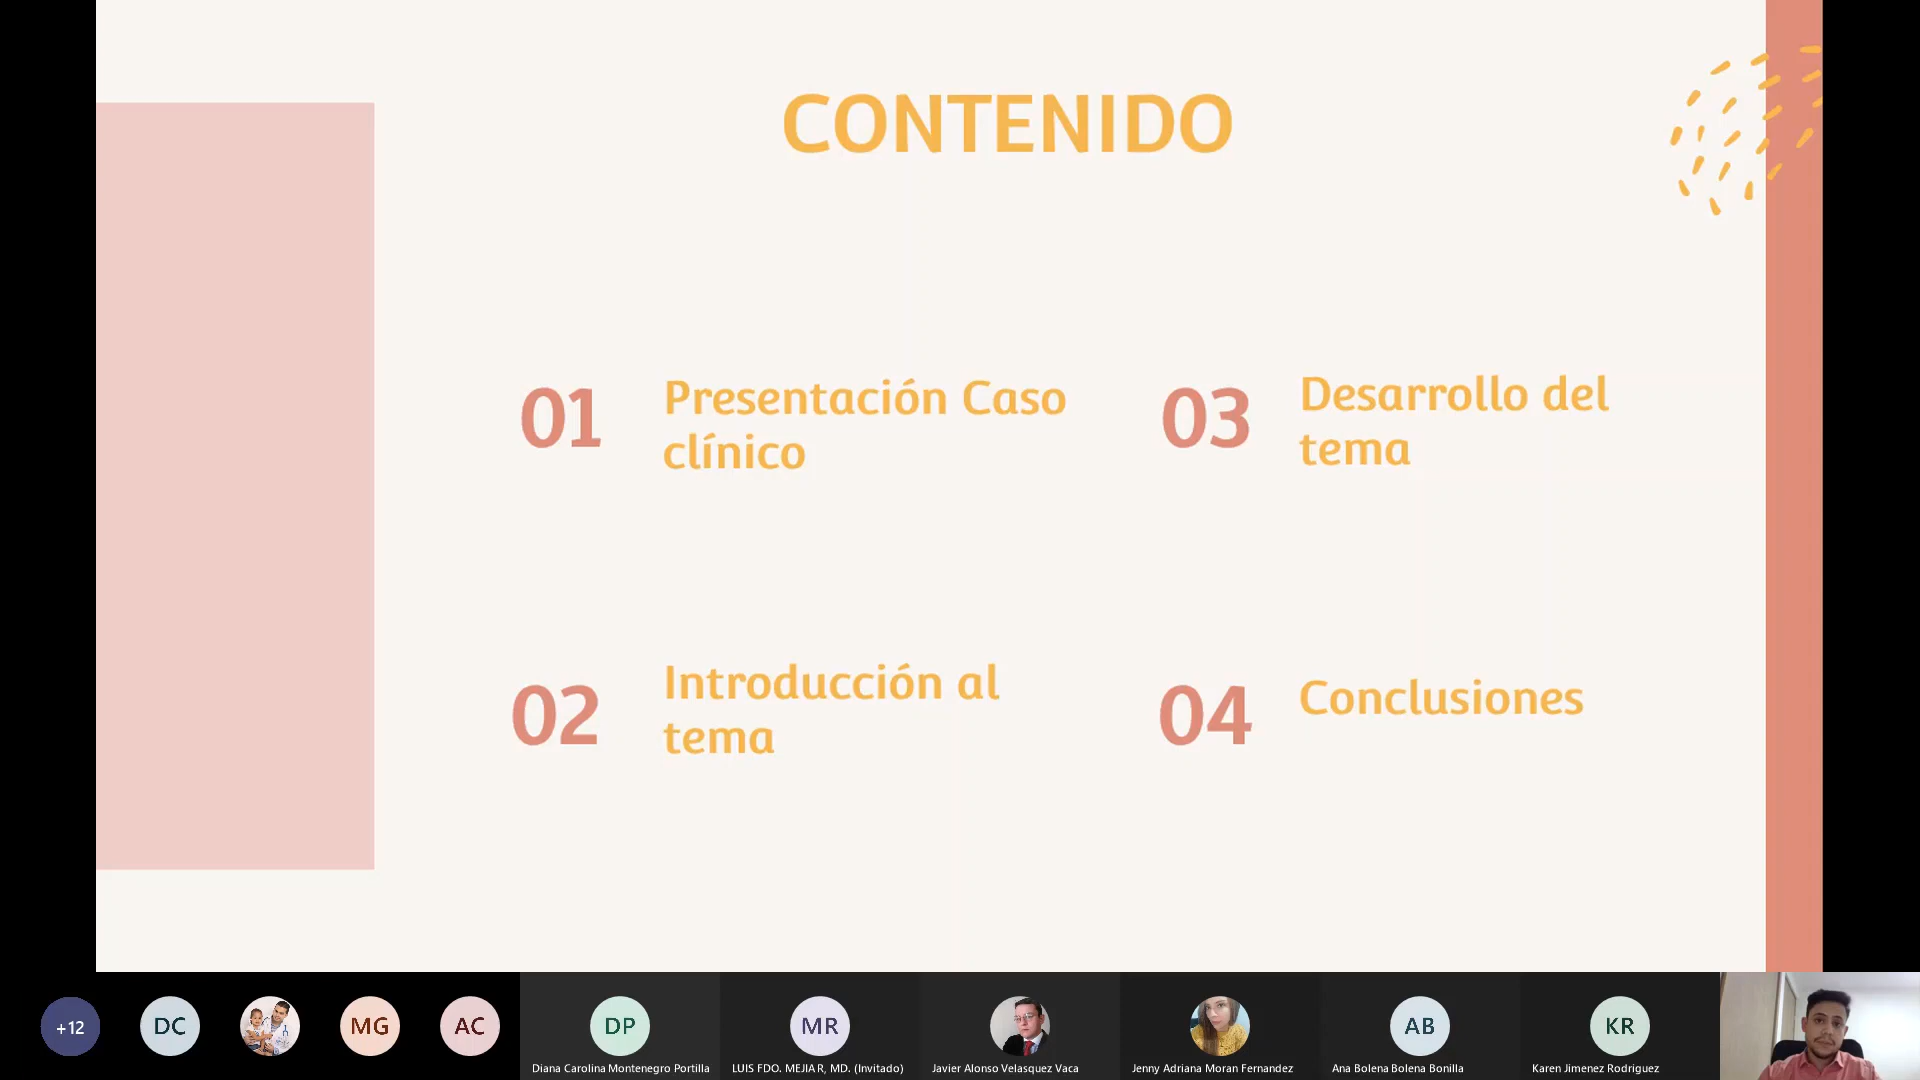 CONTENIDO
01
Presentación Caso
clínico
03
Desarrollo del
tema
02
Introducción al
tema
04
Conclusiones
+12
DC
MG
AC
DP
MR
AB
KR
Diana Carolina Montenegro Portilla
LUIS FDO. MEJIA R, MD. (Invitado)
Javier Alonso Velasquez Vaca
Jenny Adriana Moran Fernandez
Ana Bolena Bolena Bonilla
Karen Jimenez Rodriguez